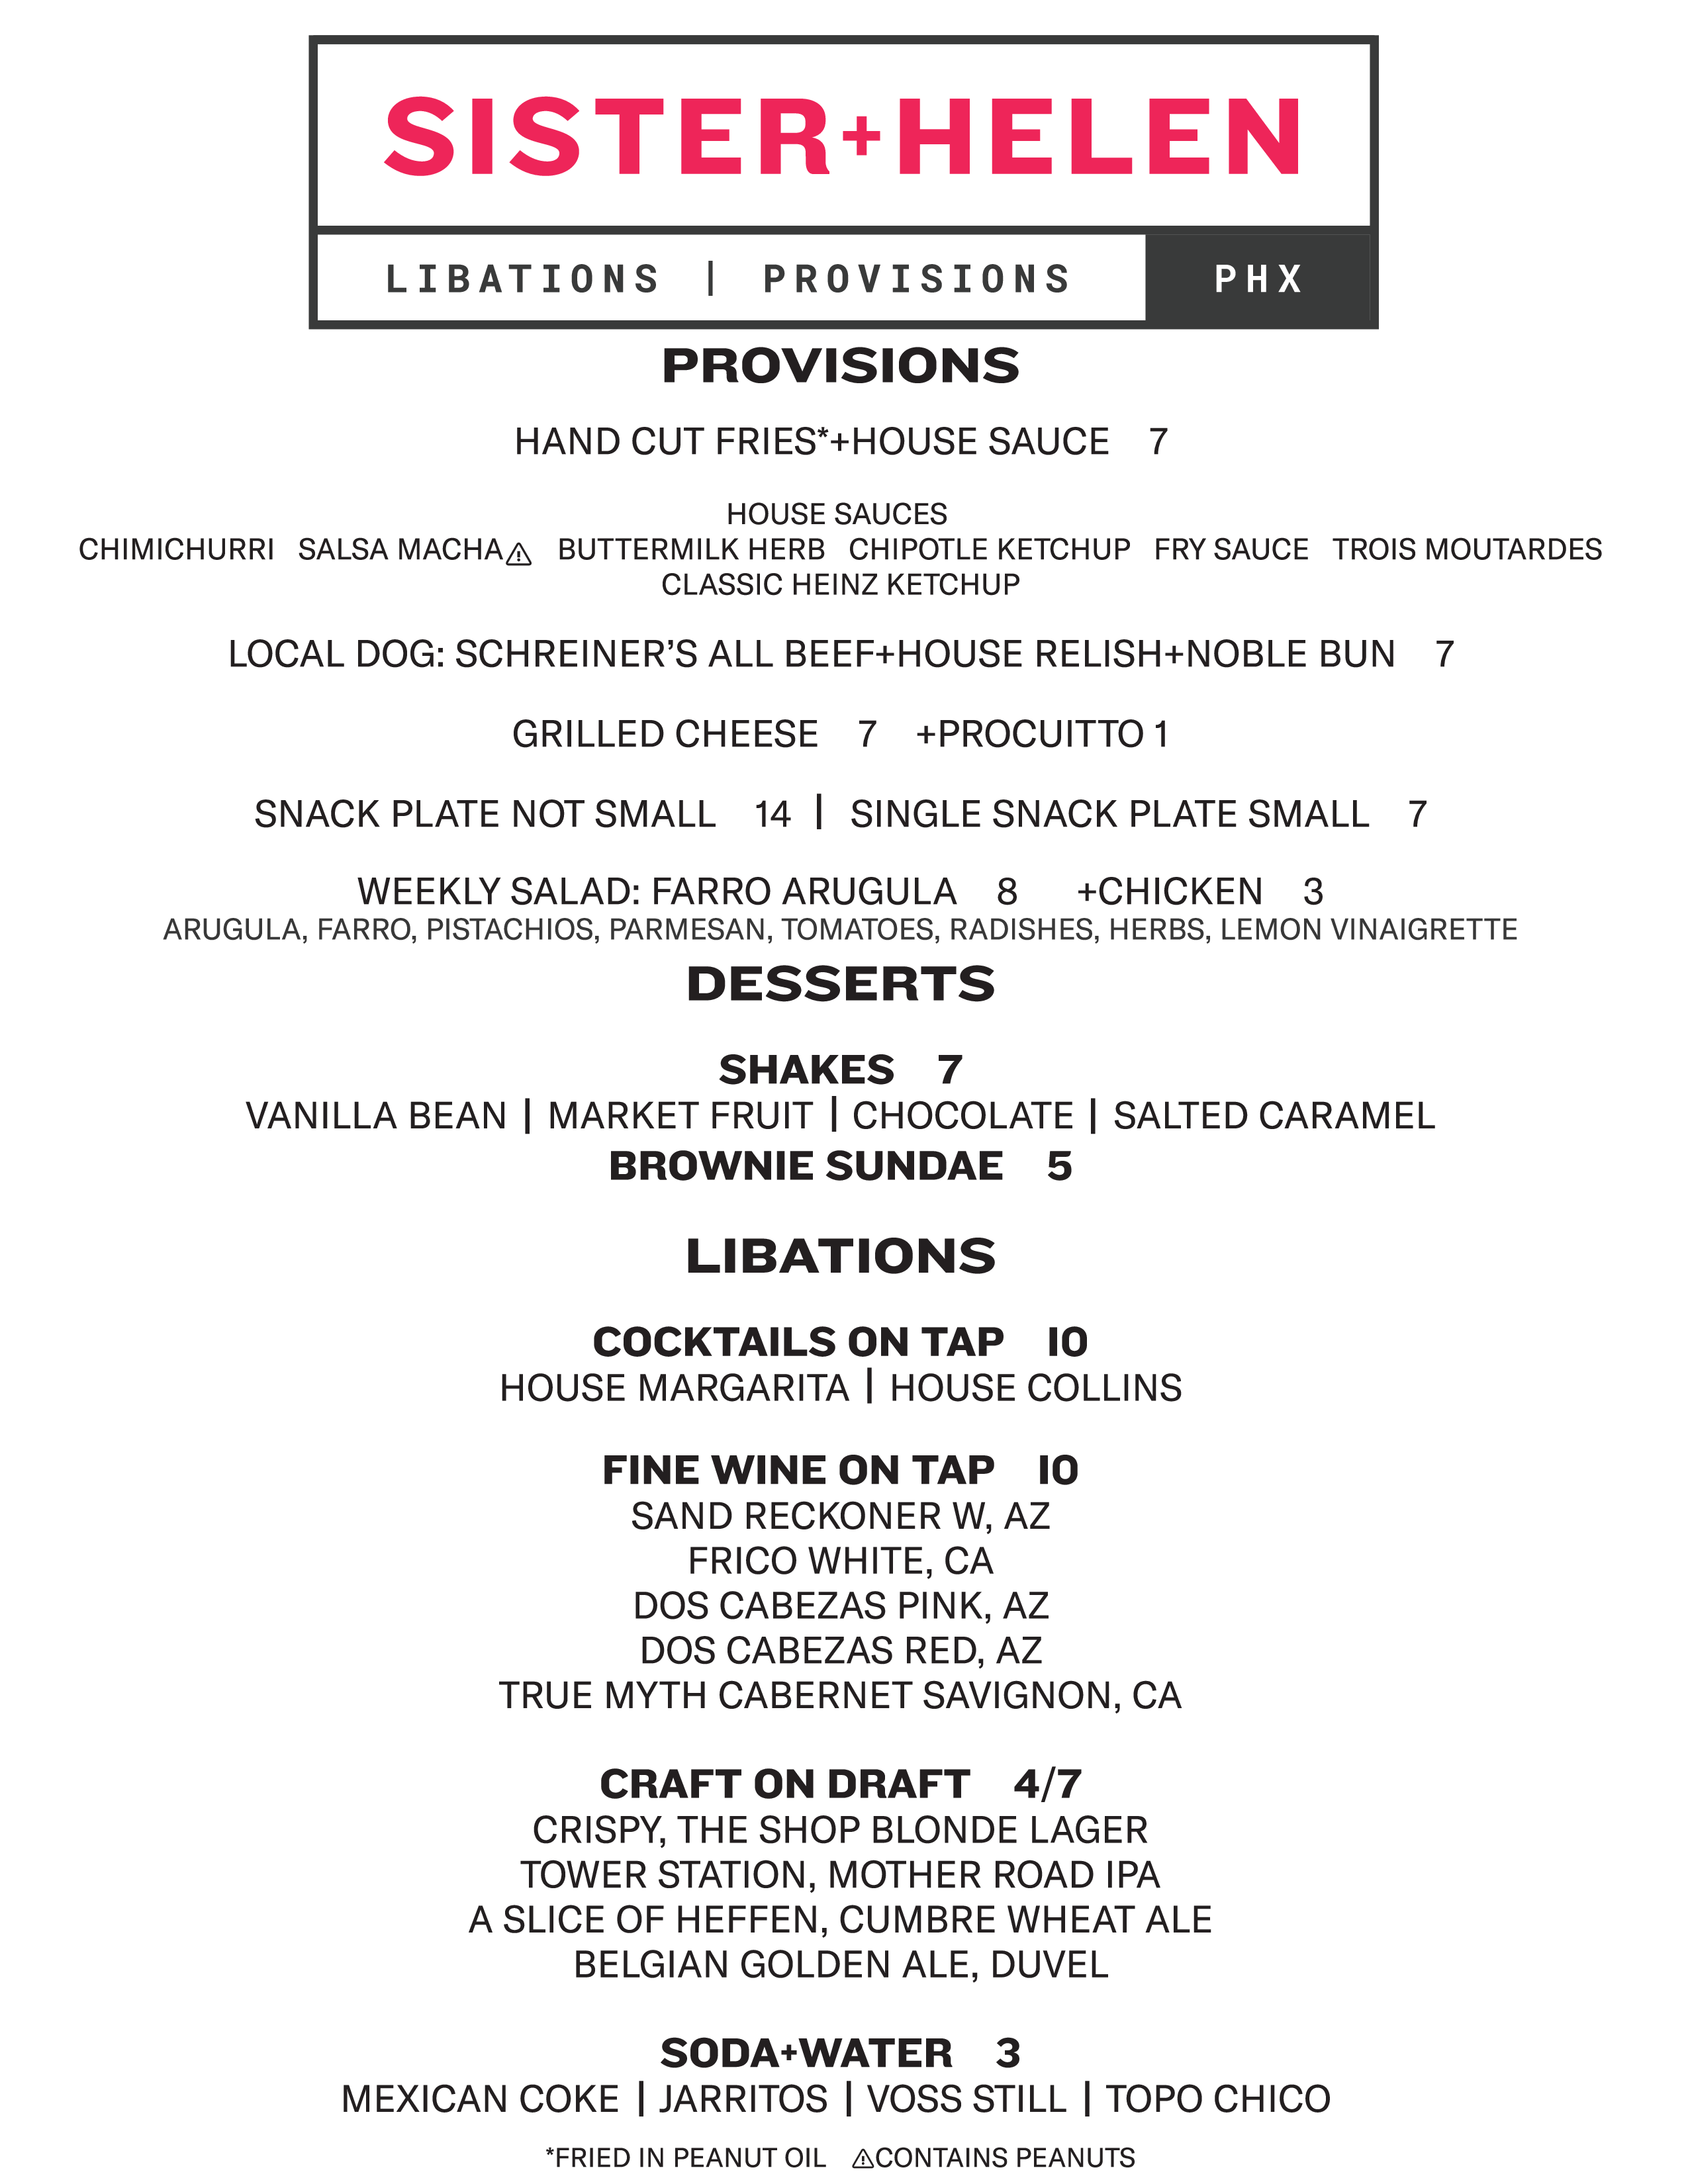 SISTER+HELEN
LIBATIONS | PROVISIONS PHX
PROVISIONS
HAND CUT FRIES*+HOUSE SAUCE 7
HOUSE SAUCES
CHIMICHURRI SALSA MACHA⚠ BUTTERMILK HERB CHIPOTLE KETCHUP FRY SAUCE TROIS MOUTARDES
CLASSIC HEINZ KETCHUP
LOCAL DOG: SCHREINER’S ALL BEEF+HOUSE RELISH+NOBLE BUN 7
GRILLED CHEESE 7 +PROCUITTO 1
SNACK PLATE NOT SMALL 14 | SINGLE SNACK PLATE SMALL 7
WEEKLY SALAD: FARRO ARUGULA 8 +CHICKEN 3
ARUGULA, FARRO, PISTACHIOS, PARMESAN, TOMATOES, RADISHES, HERBS, LEMON VINAIGRETTE
DESSERTS
SHAKES 7
VANILLA BEAN | MARKET FRUIT | CHOCOLATE | SALTED CARAMEL
BROWNIE SUNDAE 5
LIBATIONS
COCKTAILS ON TAP 10
HOUSE MARGARITA | HOUSE COLLINS
FINE WINE ON TAP 10
SAND RECKONER W, AZ
FRICO WHITE, CA
DOS CABEZAS PINK, AZ
DOS CABEZAS RED, AZ
TRUE MYTH CABERNET SAVIGNON, CA
CRAFT ON DRAFT 4/7
CRISPY, THE SHOP BLONDE LAGER
TOWER STATION, MOTHER ROAD IPA
A SLICE OF HEFFEN, CUMBRE WHEAT ALE
BELGIAN GOLDEN ALE, DUVEL
SODA+WATER 3
MEXICAN COKE | JARRITOS | VOSS STILL | TOPO CHICO
*FRIED IN PEANUT OIL ⚠CONTAINS PEANUTS